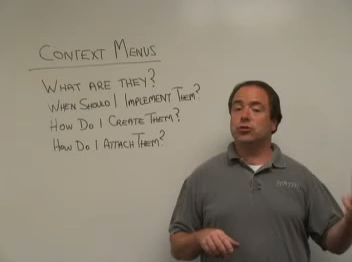 CONTEXT MENUS
WHAT ARE THEY?
WHEN SHOULD I IMPLEMENT THEM?
HOW DO I CREATE THEM?
HOW DO I ATTACH THEM?